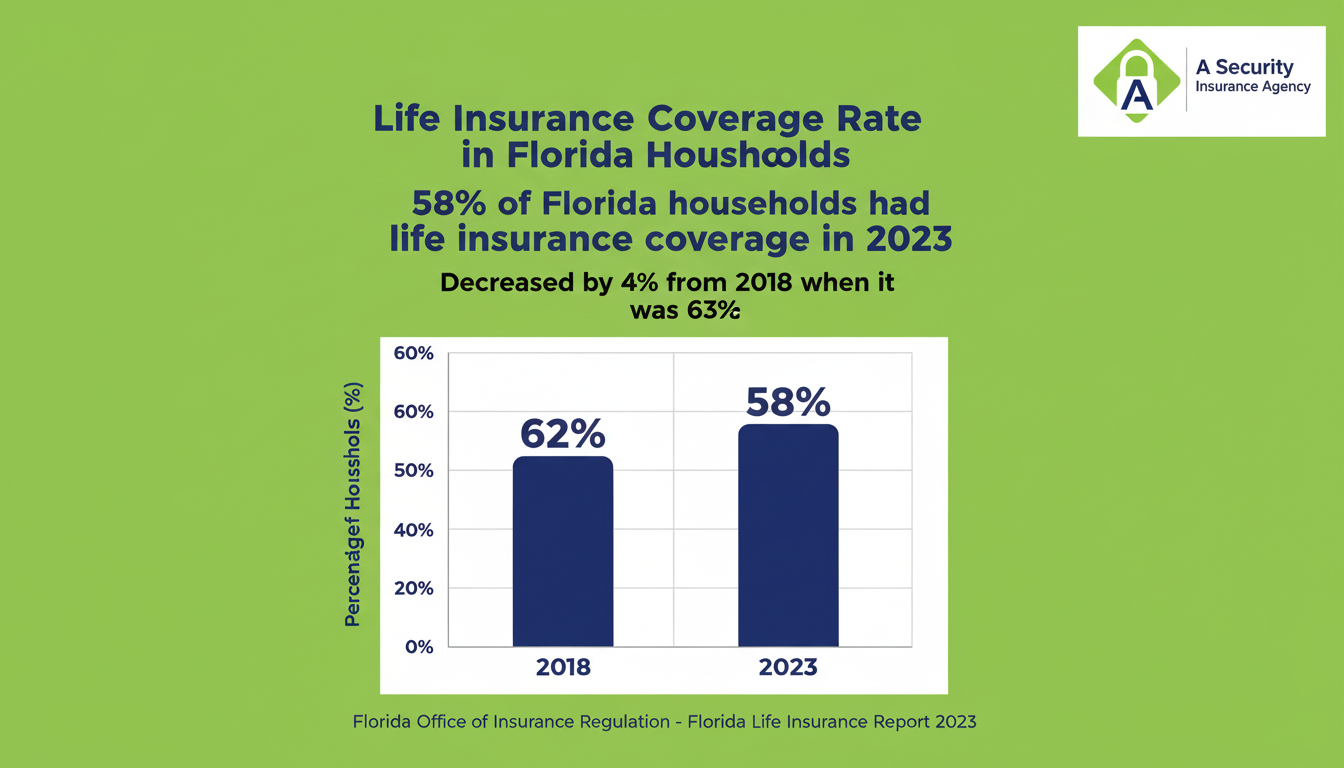 A Security
Insurance Agency
Life Insurance Coverage Rate
in Florida Houshoolds
58% of Florida households had
life insurance coverage in 2023
Decreased by 4% from 2018 when it
was 63%
60%
60%
50%
40%
20%
0%
62%
58%
2018
2023
Florida Office of Insurance Regulation - Florida Life Insurance Report 2023